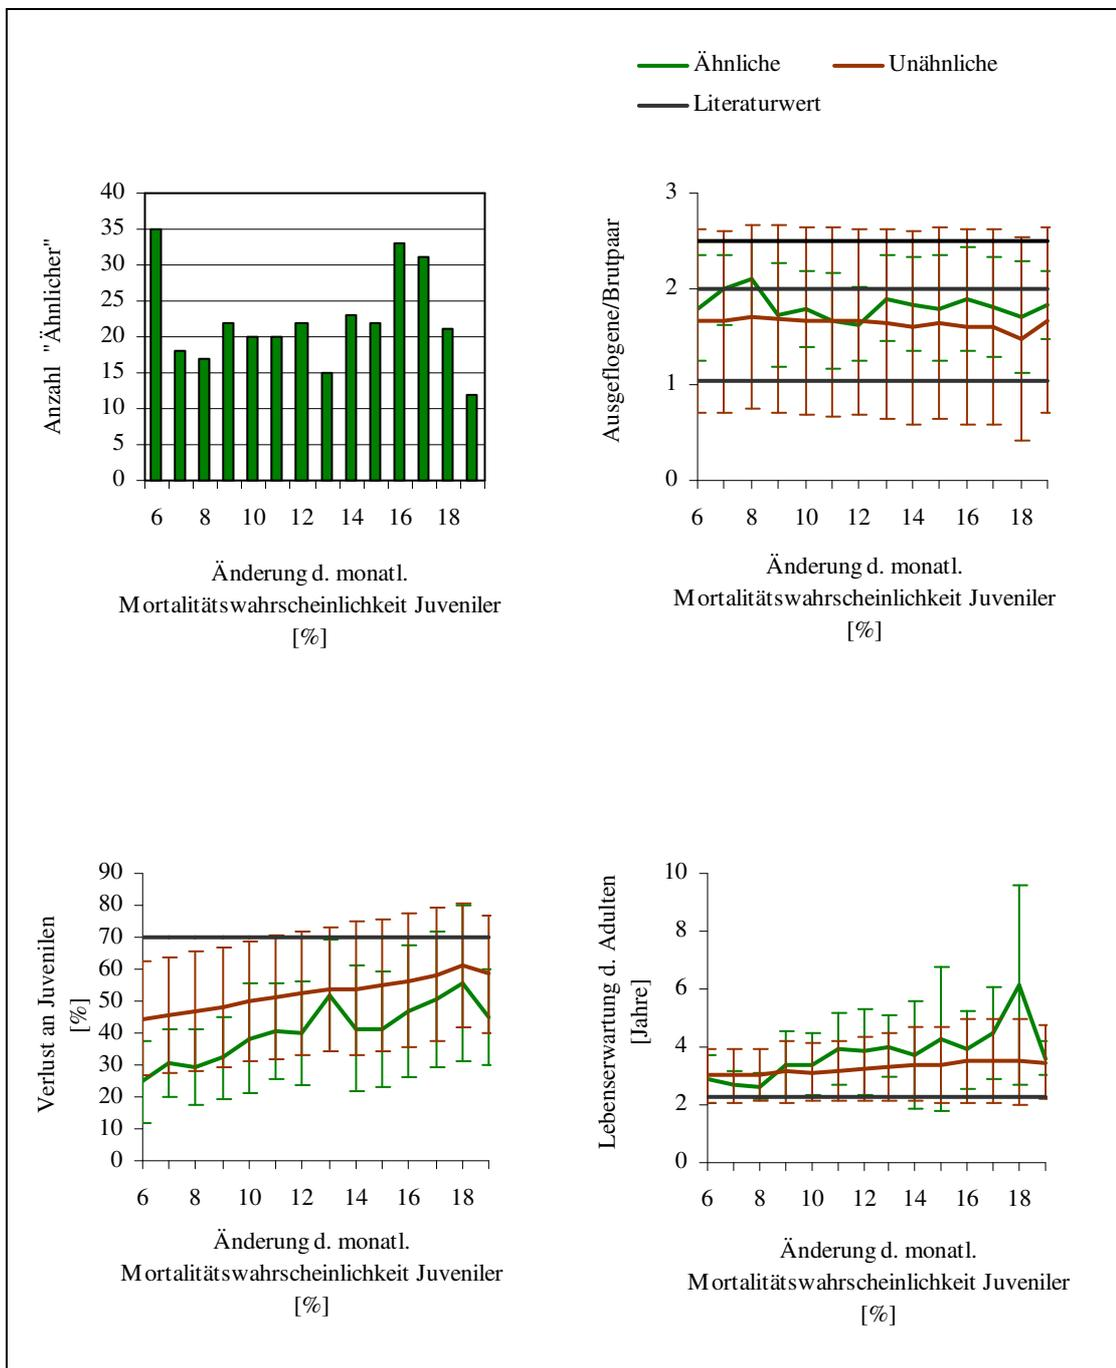 Ähnliche
Unähnliche
Literaturwert
Anzahl "Ähnlicher"
40
35
30
25
20
15
10
5
0
6 8 10 12 14 16 18
Änderung d. monatl.
Mortalitätswahrscheinlichkeit Juveniler
[%]
Ausgeflogene/Brutpaar
3
2
1
0
6 8 10 12 14 16 18
Änderung d. monatl.
Mortalitätswahrscheinlichkeit Juveniler
[%]
Verlust an Juvenilen
[%]
90
80
70
60
50
40
30
20
10
0
6 8 10 12 14 16 18
Änderung d. monatl.
Mortalitätswahrscheinlichkeit Juveniler
[%]
Lebenserwartung d. Adulten
[Jahre]
10
8
6
4
2
0
6 8 10 12 14 16 18
Änderung d. monatl.
Mortalitätswahrscheinlichkeit Juveniler
[%]